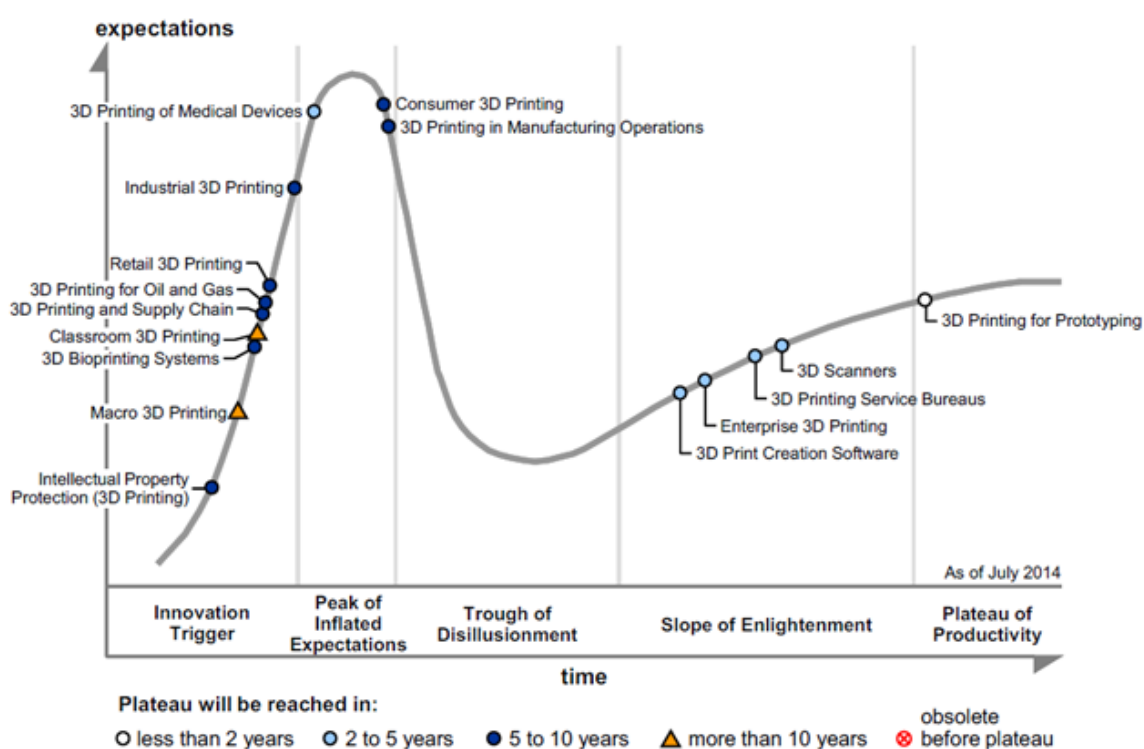 expectations
3D Printing of Medical Devices
Consumer 3D Printing
3D Printing in Manufacturing Operations
Industrial 3D Printing
Retail 3D Printing
3D Printing for Oil and Gas
3D Printing and Supply Chain
Classroom 3D Printing
3D Bioprinting Systems
Macro 3D Printing
Intellectual Property
Protection (3D Printing)
3D Printing for Prototyping
3D Scanners
3D Printing Service Bureaus
Enterprise 3D Printing
3D Print Creation Software
As of July 2014
Innovation
Trigger
Peak of
Inflated
Expectations
Trough of
Disillusionment
Slope of Enlightenment
Plateau of
Productivity
time
Plateau will be reached in:
less than 2 years
2 to 5 years
5 to 10 years
more than 10 years
obsolete
before plateau